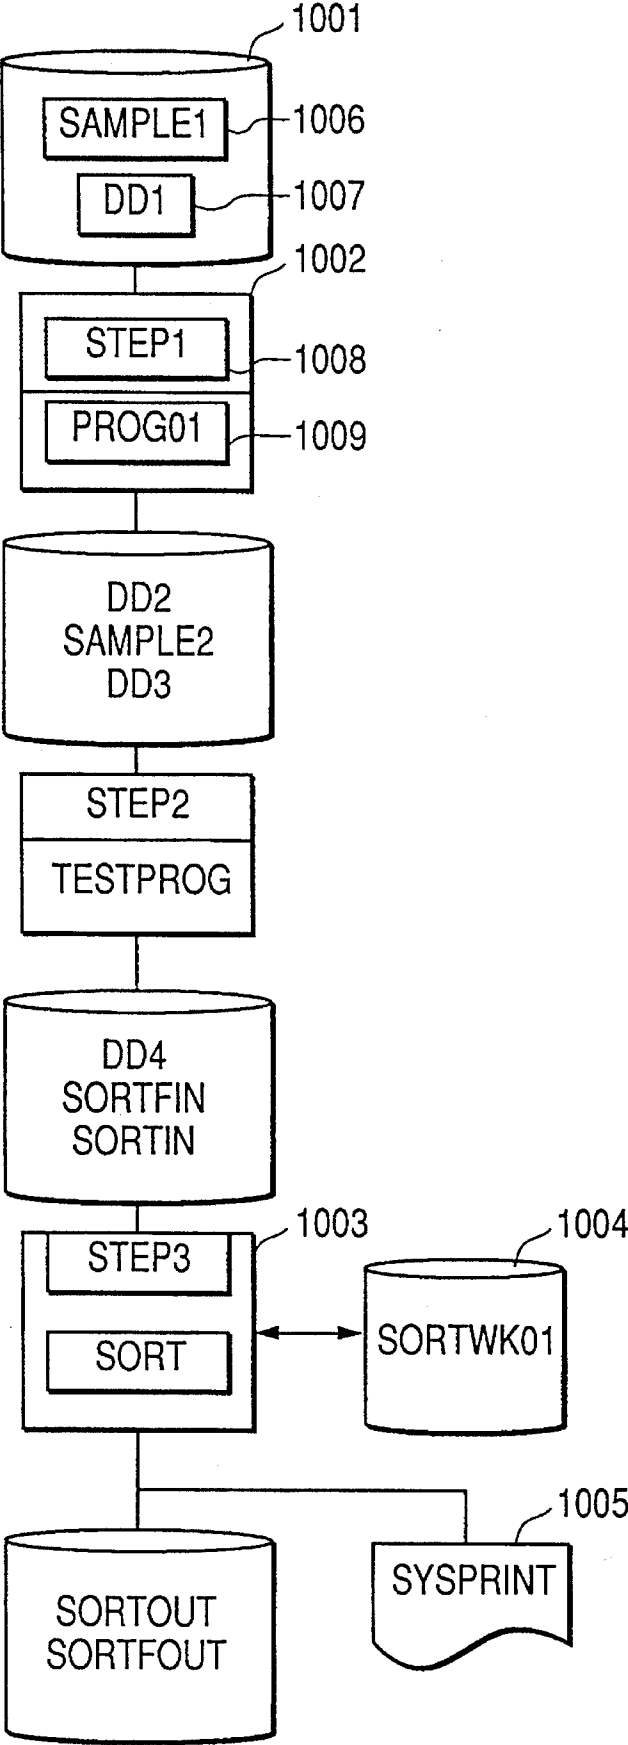 1001
SAMPLE1
1006
DD1
1007
1002
STEP1
1008
PROG01
1009
DD2
SAMPLE2
DD3
STEP2
TESTPROG
DD4
SORTFIN
SORTIN
1003
1004
STEP3
SORTWK01
SORT
1005
SYSPRINT
SORTOUT
SORTFOUT